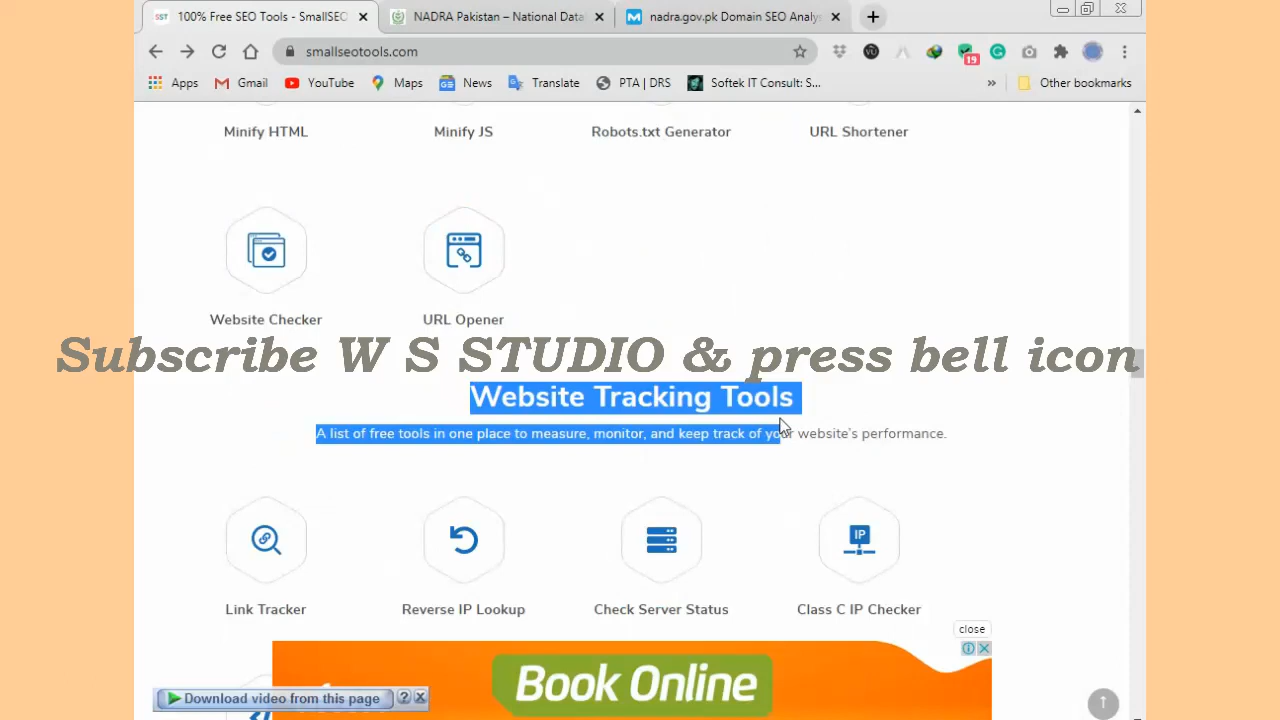 100% Free SEO Tools - SmallSEO
NADRA Pakistan – National Data
nadra.gov.pk Domain SEO Analys
smallseotools.com
19
Apps
Gmail
YouTube
Maps
News
Translate
PTA | DRS
Softek IT Consult: S...
»
Other bookmarks
Minify HTML
Minify JS
Robots.txt Generator
URL Shortener
Website Checker
URL Opener
Subscribe W S STUDIO & press bell icon
Website Tracking Tools
A list of free tools in one place to measure, monitor, and keep track of your website's performance.
IP
Link Tracker
Reverse IP Lookup
Check Server Status
Class C IP Checker
close
Book Online
Download video from this page
?